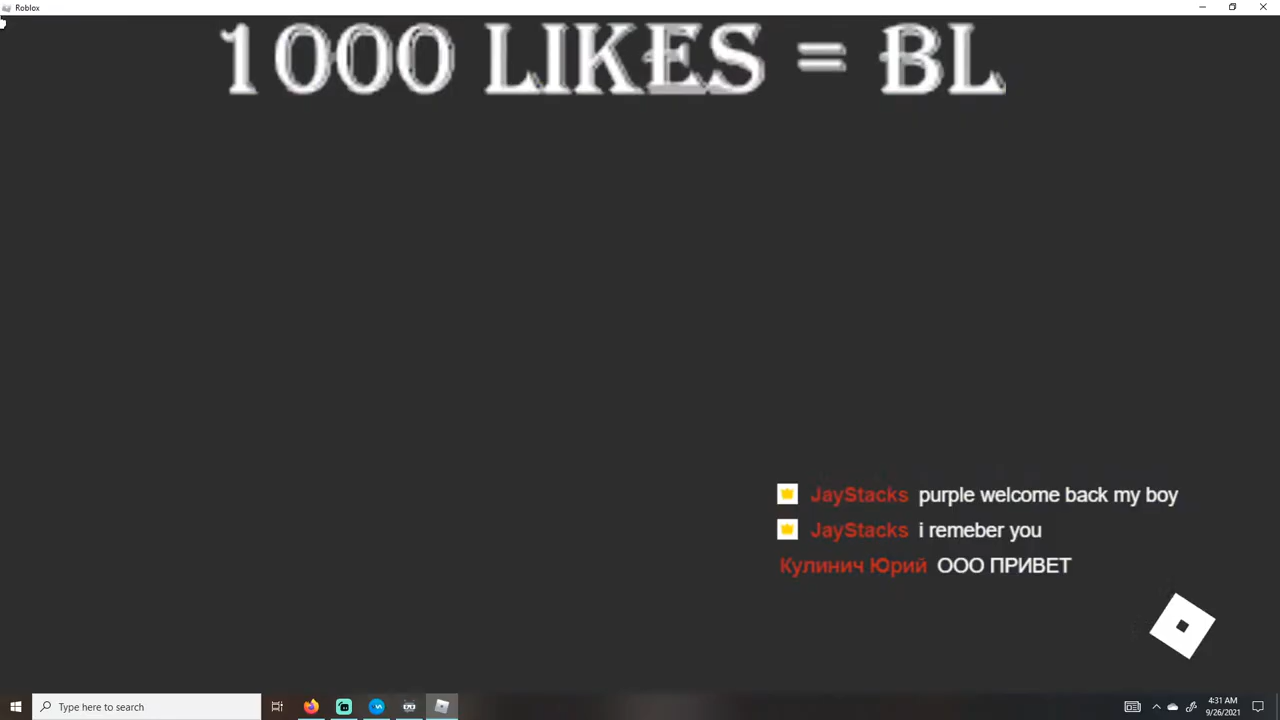 Roblox
1000 LIKES = BL
JayStacks purple welcome back my boy
JayStacks i remeber you
Кулинич Юрий ООО ПРИВЕТ
Type here to search
4:31 AM
9/26/2021